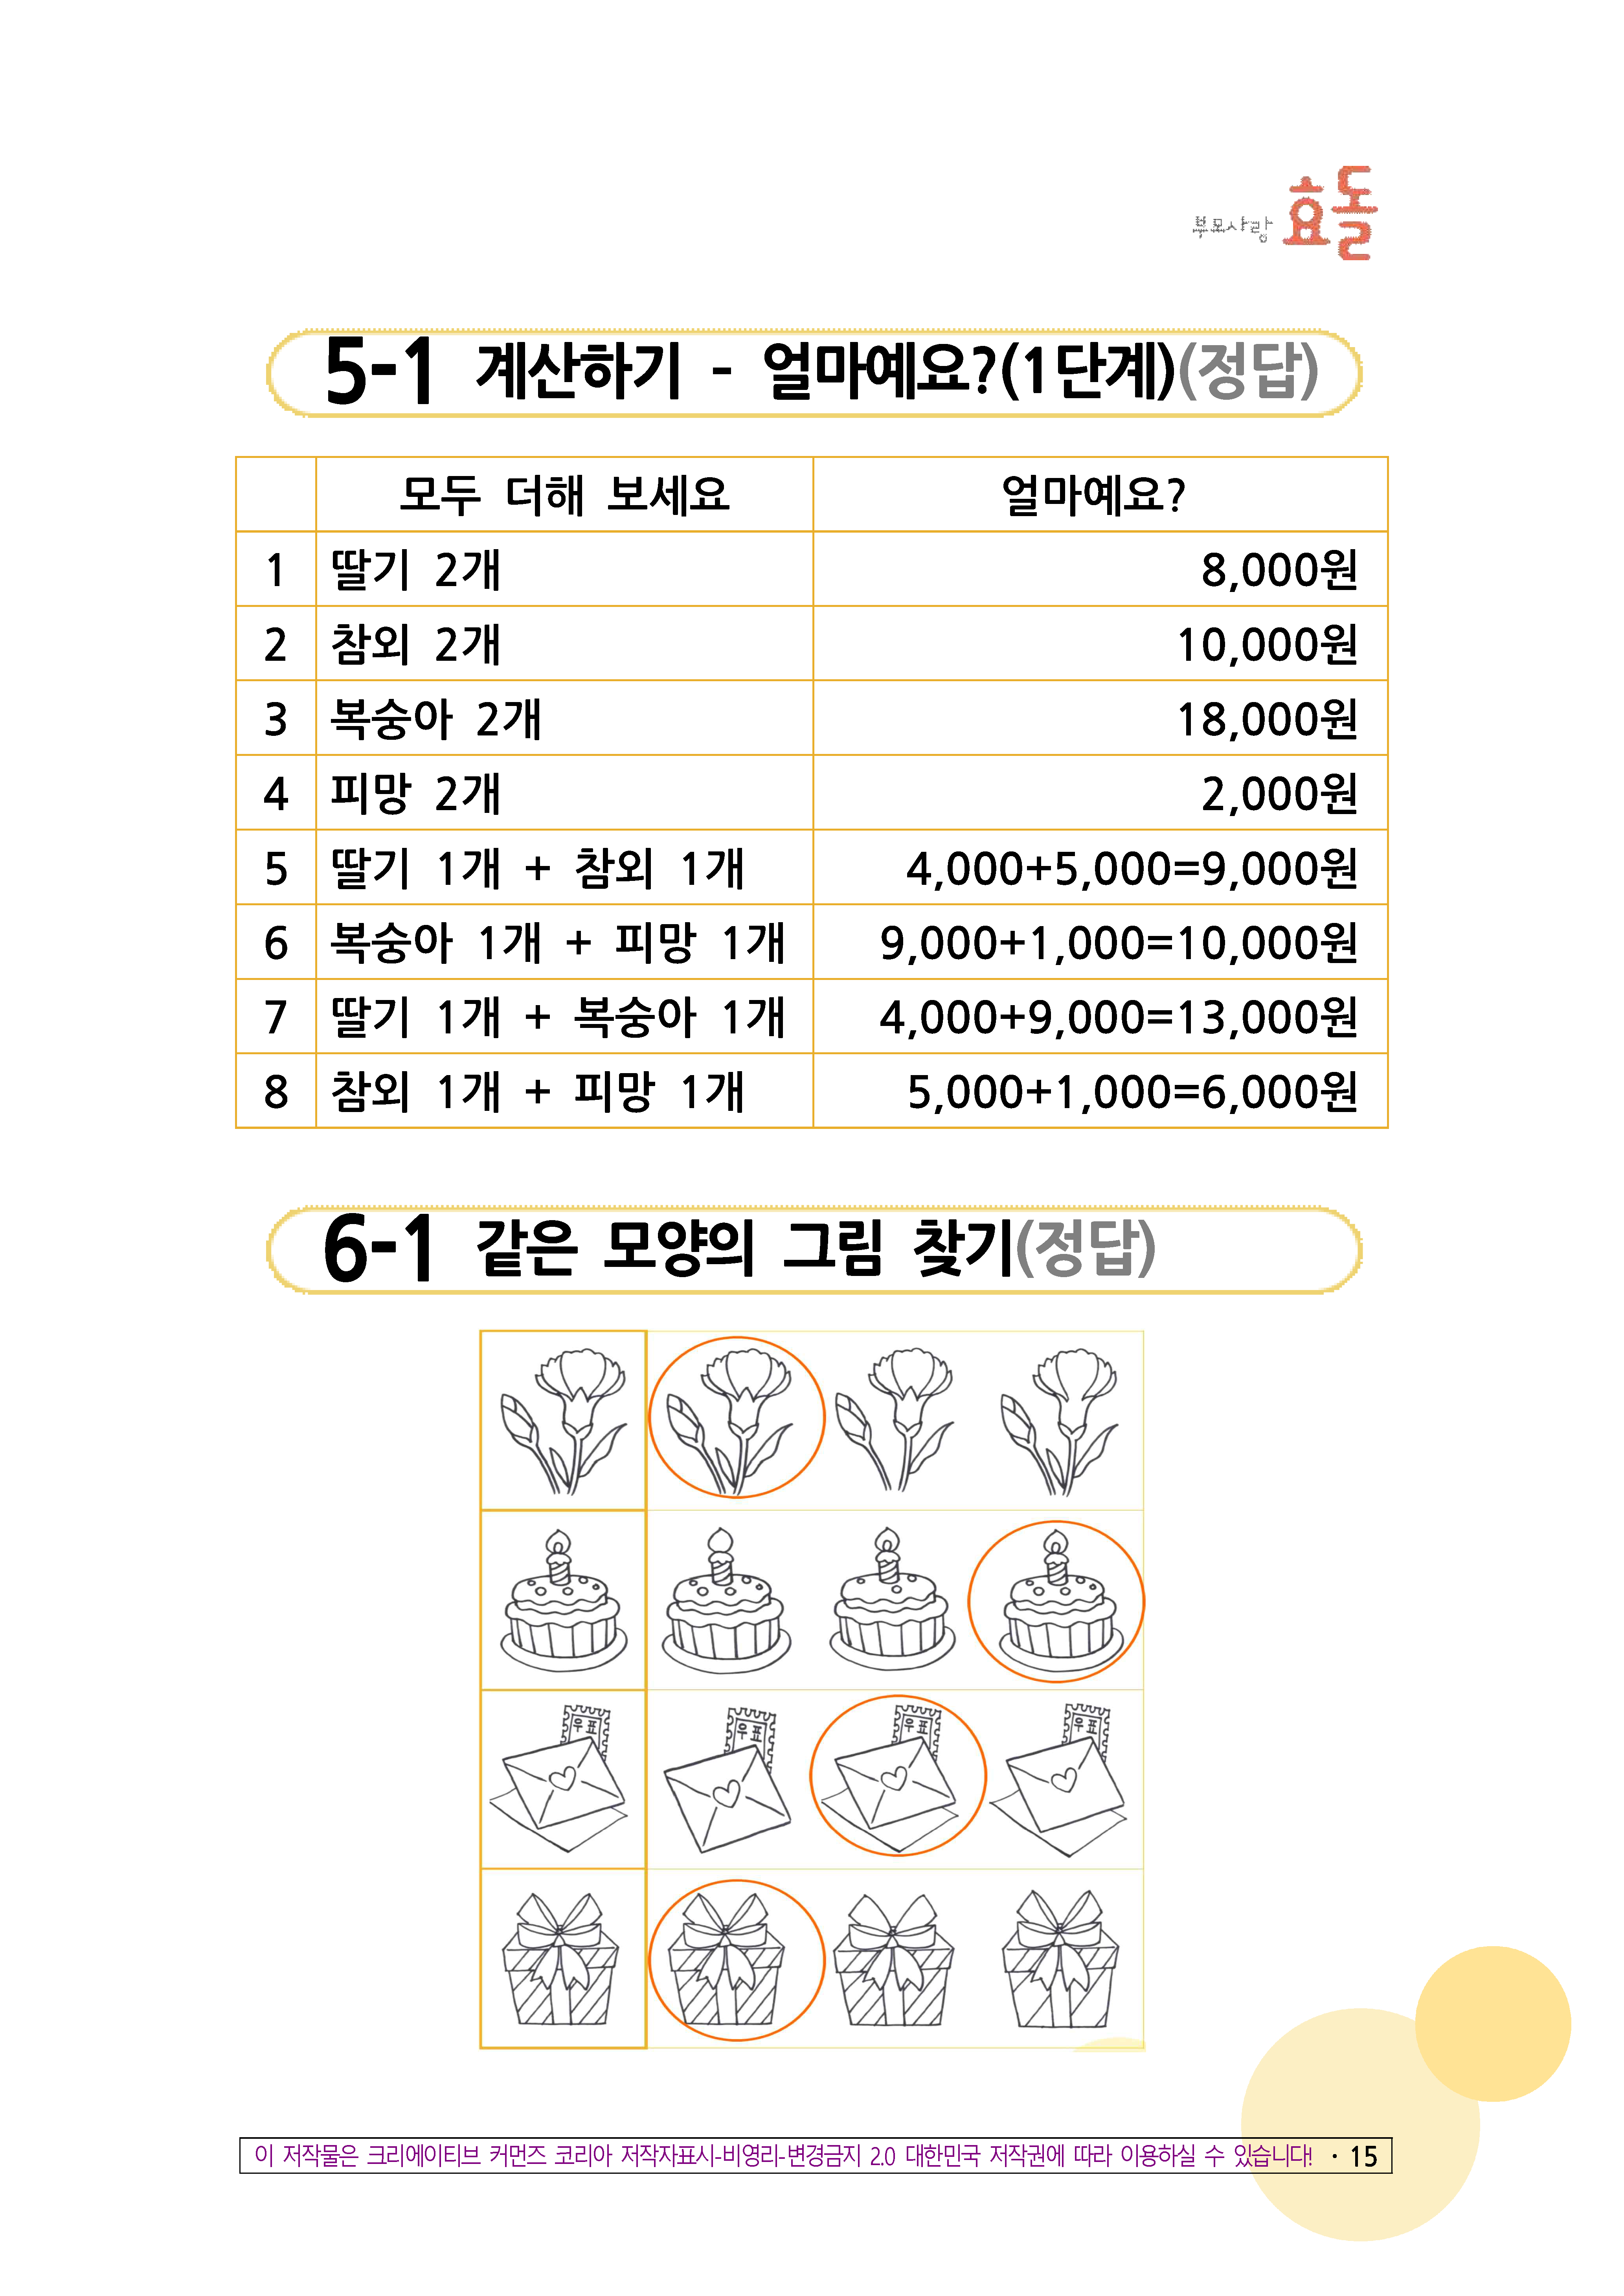 부모사랑 효돌
5-1 계산하기 - 얼마예요?(1단계)(정답)
모두 더해 보세요 얼마예요?
1 딸기 2개 8,000원
2 참외 2개 10,000원
3 복숭아 2개 18,000원
4 피망 2개 2,000원
5 딸기 1개 + 참외 1개 4,000+5,000=9,000원
6 복숭아 1개 + 피망 1개 9,000+1,000=10,000원
7 딸기 1개 + 복숭아 1개 4,000+9,000=13,000원
8 참외 1개 + 피망 1개 5,000+1,000=6,000원
6-1 같은 모양의 그림 찾기(정답)
우표 우표 우표 우표
이 저작물은 크리에이티브 커먼즈 코리아 저작자표시-비영리-변경금지 2.0 대한민국 저작권에 따라 이용하실 수 있습니다! · 15